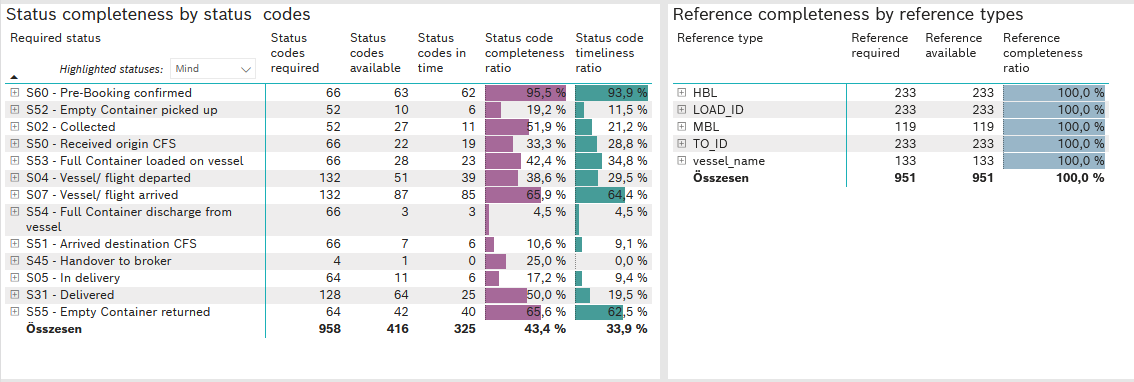 Status completeness by status codes
Required status Status codes required Status codes available Status codes in time Status code completeness ratio Status code timeliness ratio
Highlighted statuses: Mind
S60 - Pre-Booking confirmed 66 63 62 95,5 % 93,9 %
S52 - Empty Container picked up 52 10 6 19,2 % 11,5 %
S02 - Collected 52 27 11 51,9 % 21,2 %
S50 - Received origin CFS 66 22 19 33,3 % 28,8 %
S53 - Full Container loaded on vessel 66 28 23 42,4 % 34,8 %
S04 - Vessel/ flight departed 132 51 39 38,6 % 29,5 %
S07 - Vessel/ flight arrived 132 87 85 65,9 % 64,4 %
S54 - Full Container discharge from vessel 66 3 3 4,5 % 4,5 %
S51 - Arrived destination CFS 66 7 6 10,6 % 9,1 %
S45 - Handover to broker 4 1 0 25,0 % 0,0 %
S05 - In delivery 64 11 6 17,2 % 9,4 %
S31 - Delivered 128 64 25 50,0 % 19,5 %
S55 - Empty Container returned 64 42 40 65,6 % 62,5 %
Összesen 958 416 325 43,4 % 33,9 %
Reference completeness by reference types
Reference type Reference required Reference available Reference completeness ratio
HBL 233 233 100,0 %
LOAD_ID 233 233 100,0 %
MBL 119 119 100,0 %
TO_ID 233 233 100,0 %
vessel_name 133 133 100,0 %
Összesen 951 951 100,0 %